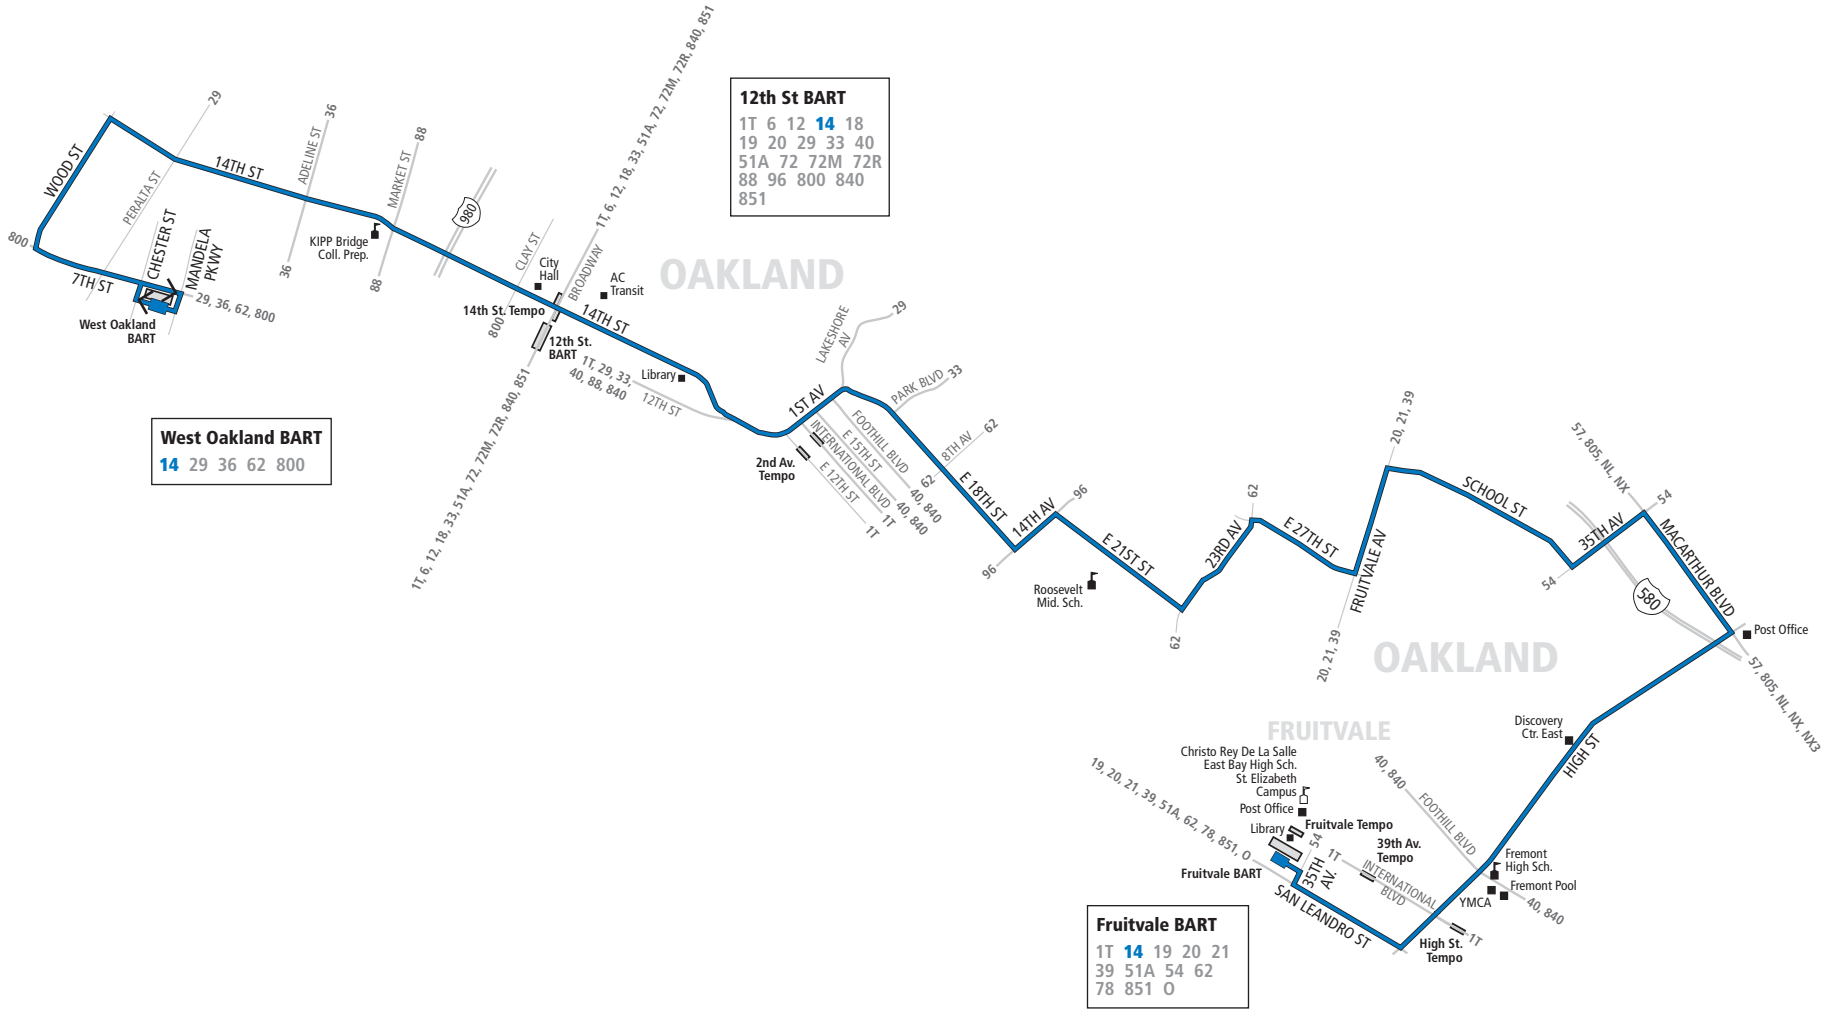 12th St BART
1T 6 12 14 18
19 20 29 33 40
51A 72 72M 72R
88 96 800 840
851
West Oakland BART
14 29 36 62 800
Fruitvale BART
1T 14 19 20 21
39 51A 54 62
78 851 O
WOOD ST
800
7TH ST
PERALTA ST
29
CHESTER ST
MANDELA
PKWY
29, 36, 62, 800
West Oakland
BART
14TH ST
ADELINE ST
36
36
MARKET ST
88
88
KIPP Bridge
Coll. Prep.
980
CLAY ST
800
City
Hall
BROADWAY
1T, 6, 12, 18, 33, 51A, 72, 72M, 72R, 840, 851
1T, 6, 12, 18, 33, 51A, 72, 72M, 72R, 840, 851
AC
Transit
14th St. Tempo
14TH ST
12th St.
BART
OAKLAND
1T, 29, 33,
40, 88, 840
12TH ST
Library
1ST AV
LAKESHORE
AV
29
PARK BLVD
33
2nd Av.
Tempo
FOOTHILL BLVD
40, 840
E 15TH ST
40, 840
INTERNATIONAL BLVD
1T
E 12TH ST
1T
8TH AV
62
62
E 18TH ST
14TH AV
96
96
E 21ST ST
Roosevelt
Mid. Sch.
62
23RD AV
62
E 27TH ST
FRUITVALE AV
20, 21, 39
20, 21, 39
SCHOOL ST
35TH AV
54
54
57, 805, NL, NX
MACARTHUR BLVD
580
Post Office
57, 805, NL, NX, NX3
OAKLAND
FRUITVALE
Discovery
Ctr. East
HIGH ST
Christo Rey De La Salle
East Bay High Sch.
St. Elizabeth
Campus
Post Office
Library
Fruitvale Tempo
19, 20, 21, 39, 51A, 62, 78, 851, O
Fruitvale BART
54
35TH
AV.
SAN LEANDRO ST
39th Av.
Tempo
1T
INTERNATIONAL
BLVD
1T
High St.
Tempo
40, 840
FOOTHILL BLVD
40, 840
Fremont
High Sch.
Fremont Pool
YMCA